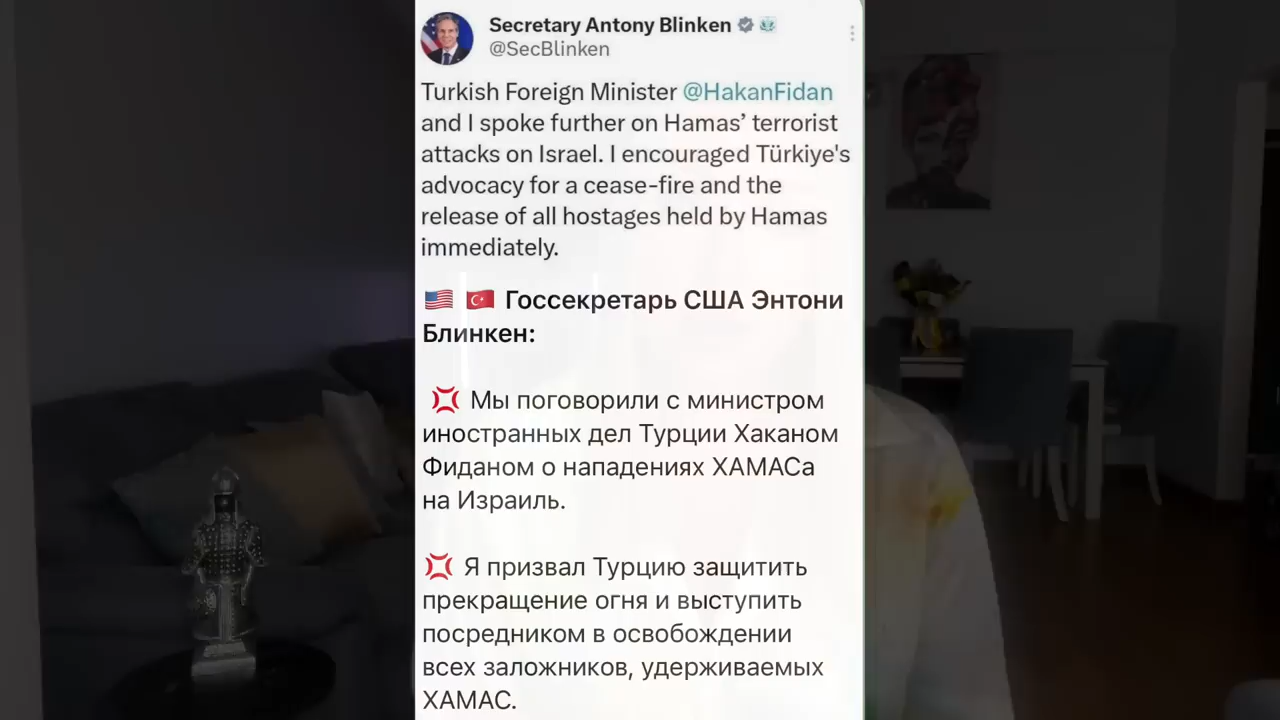 Secretary Antony Blinken
@SecBlinken
Turkish Foreign Minister @HakanFidan
and I spoke further on Hamas’ terrorist
attacks on Israel. I encouraged Türkiye's
advocacy for a cease-fire and the
release of all hostages held by Hamas
immediately.
🇺🇸 🇹🇷 Госсекретарь США Энтони
Блинкен:
💢 Мы поговорили с министром
иностранных дел Турции Хаканом
Фиданом о нападениях ХАМАСа
на Израиль.
💢 Я призвал Турцию защитить
прекращение огня и выступить
посредником в освобождении
всех заложников, удерживаемых
ХАМАС.